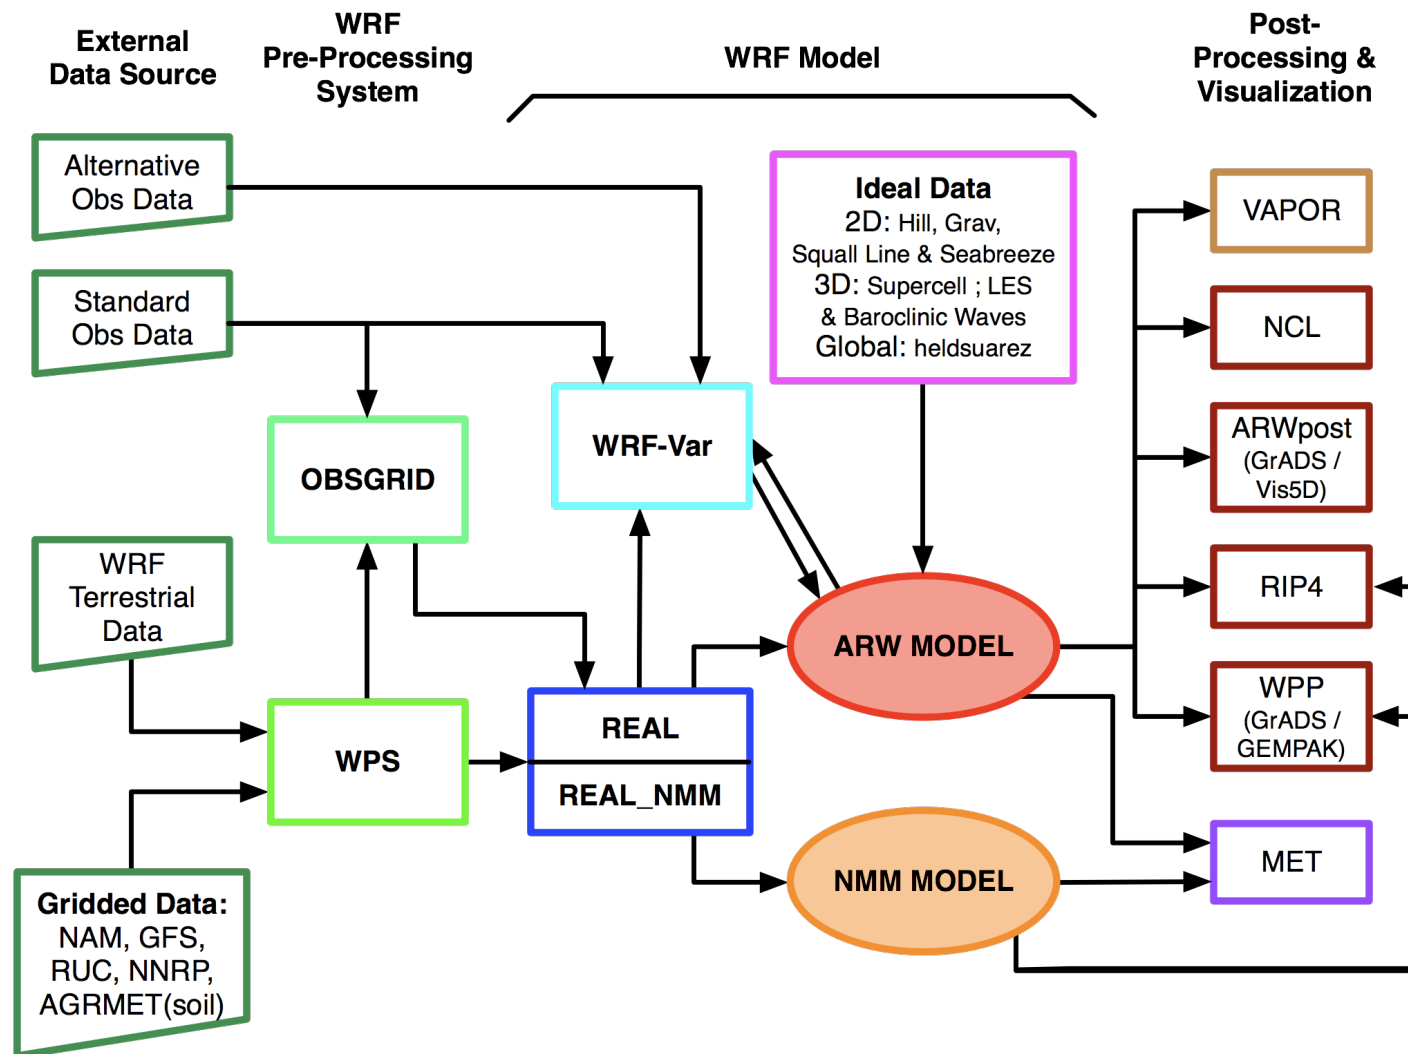 External
Data Source
WRF
Pre-Processing
System
WRF Model
Post-
Processing &
Visualization
Alternative
Obs Data
Standard
Obs Data
WRF
Terrestrial
Data
Gridded Data:
NAM, GFS,
RUC, NNRP,
AGRMET(soil)
OBSGRID
WPS
WRF-Var
REAL
REAL_NMM
Ideal Data
2D: Hill, Grav,
Squall Line & Seabreeze
3D: Supercell ; LES
& Baroclinic Waves
Global: heldsuarez
ARW MODEL
NMM MODEL
VAPOR
NCL
ARWpost
(GrADS /
Vis5D)
RIP4
WPP
(GrADS /
GEMPAK)
MET